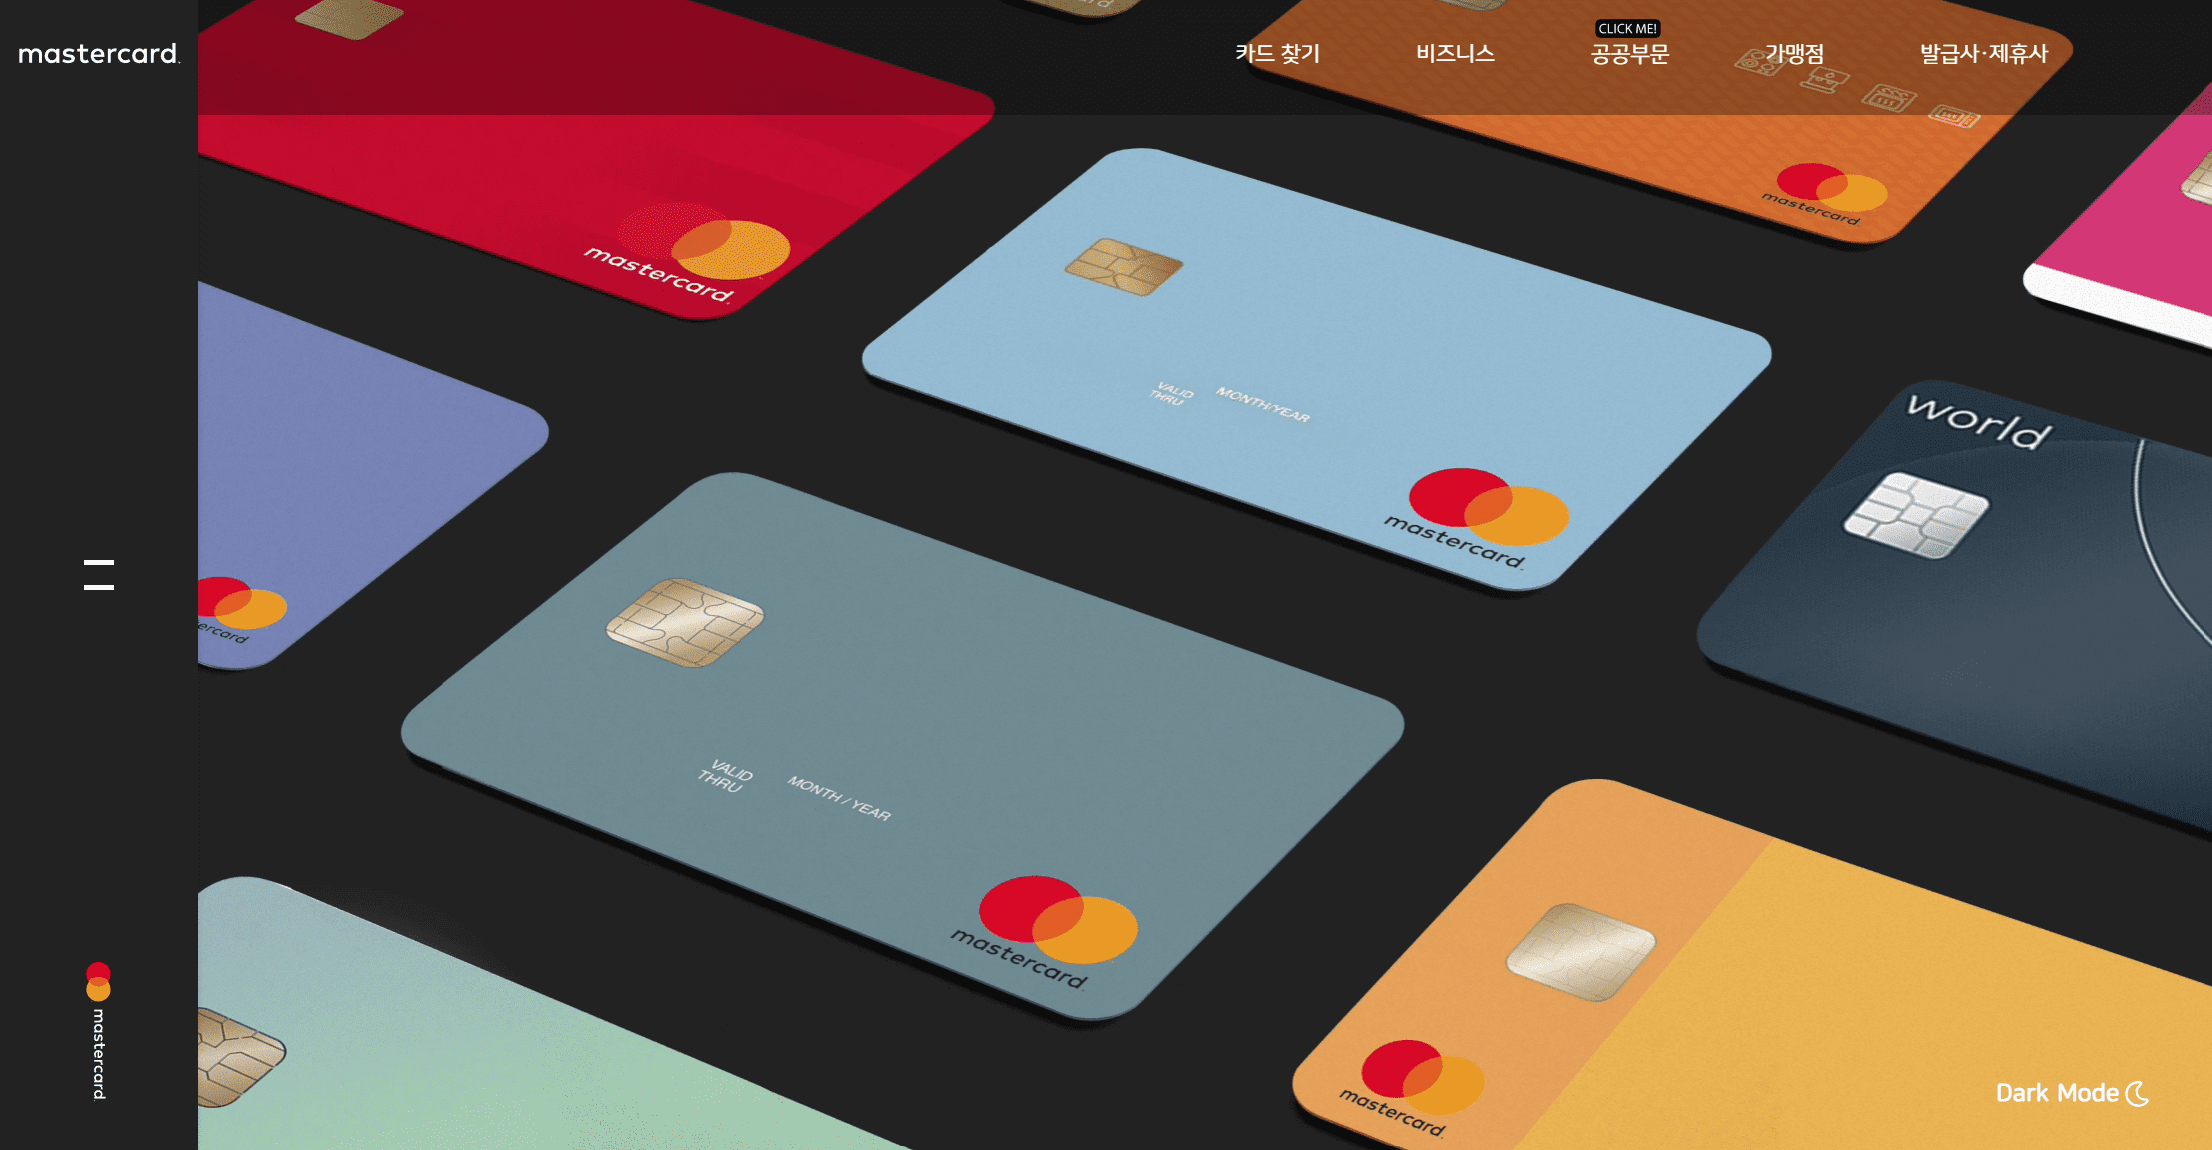 mastercard.
CLICK ME!
카드 찾기
비즈니스
공공부문
가맹점
발급사·제휴사
mastercard.
mastercard.
VALID
THRU
MONTH/YEAR
mastercard.
world
ercard
VALID
THRU
MONTH / YEAR
mastercard.
mastercard.
mastercard
Dark Mode